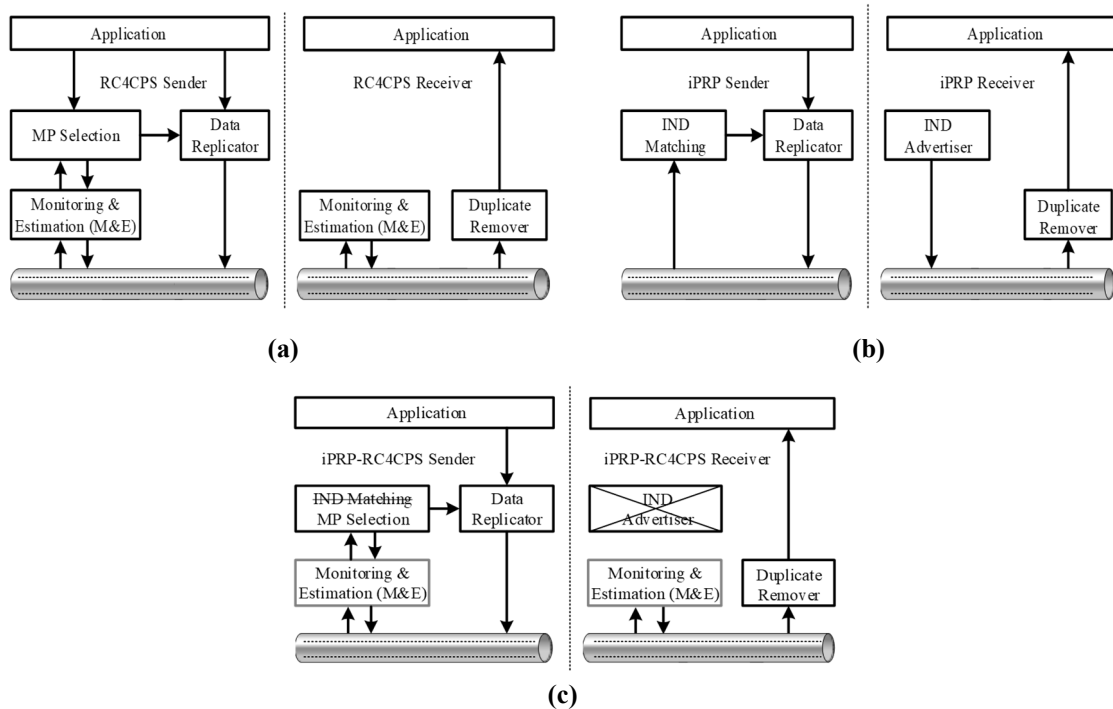 Application
RC4CPS Sender
MP Selection
Data
Replicator
Monitoring &
Estimation (M&E)
Application
RC4CPS Receiver
Monitoring &
Estimation (M&E)
Duplicate
Remover
(a)
Application
iPRP Sender
IND
Matching
Data
Replicator
Application
iPRP Receiver
IND
Advertiser
Duplicate
Remover
(b)
Application
iPRP-RC4CPS Sender
IND Matching
MP Selection
Data
Replicator
Monitoring &
Estimation (M&E)
Application
iPRP-RC4CPS Receiver
IND
Advertiser
Monitoring &
Estimation (M&E)
Duplicate
Remover
(c)